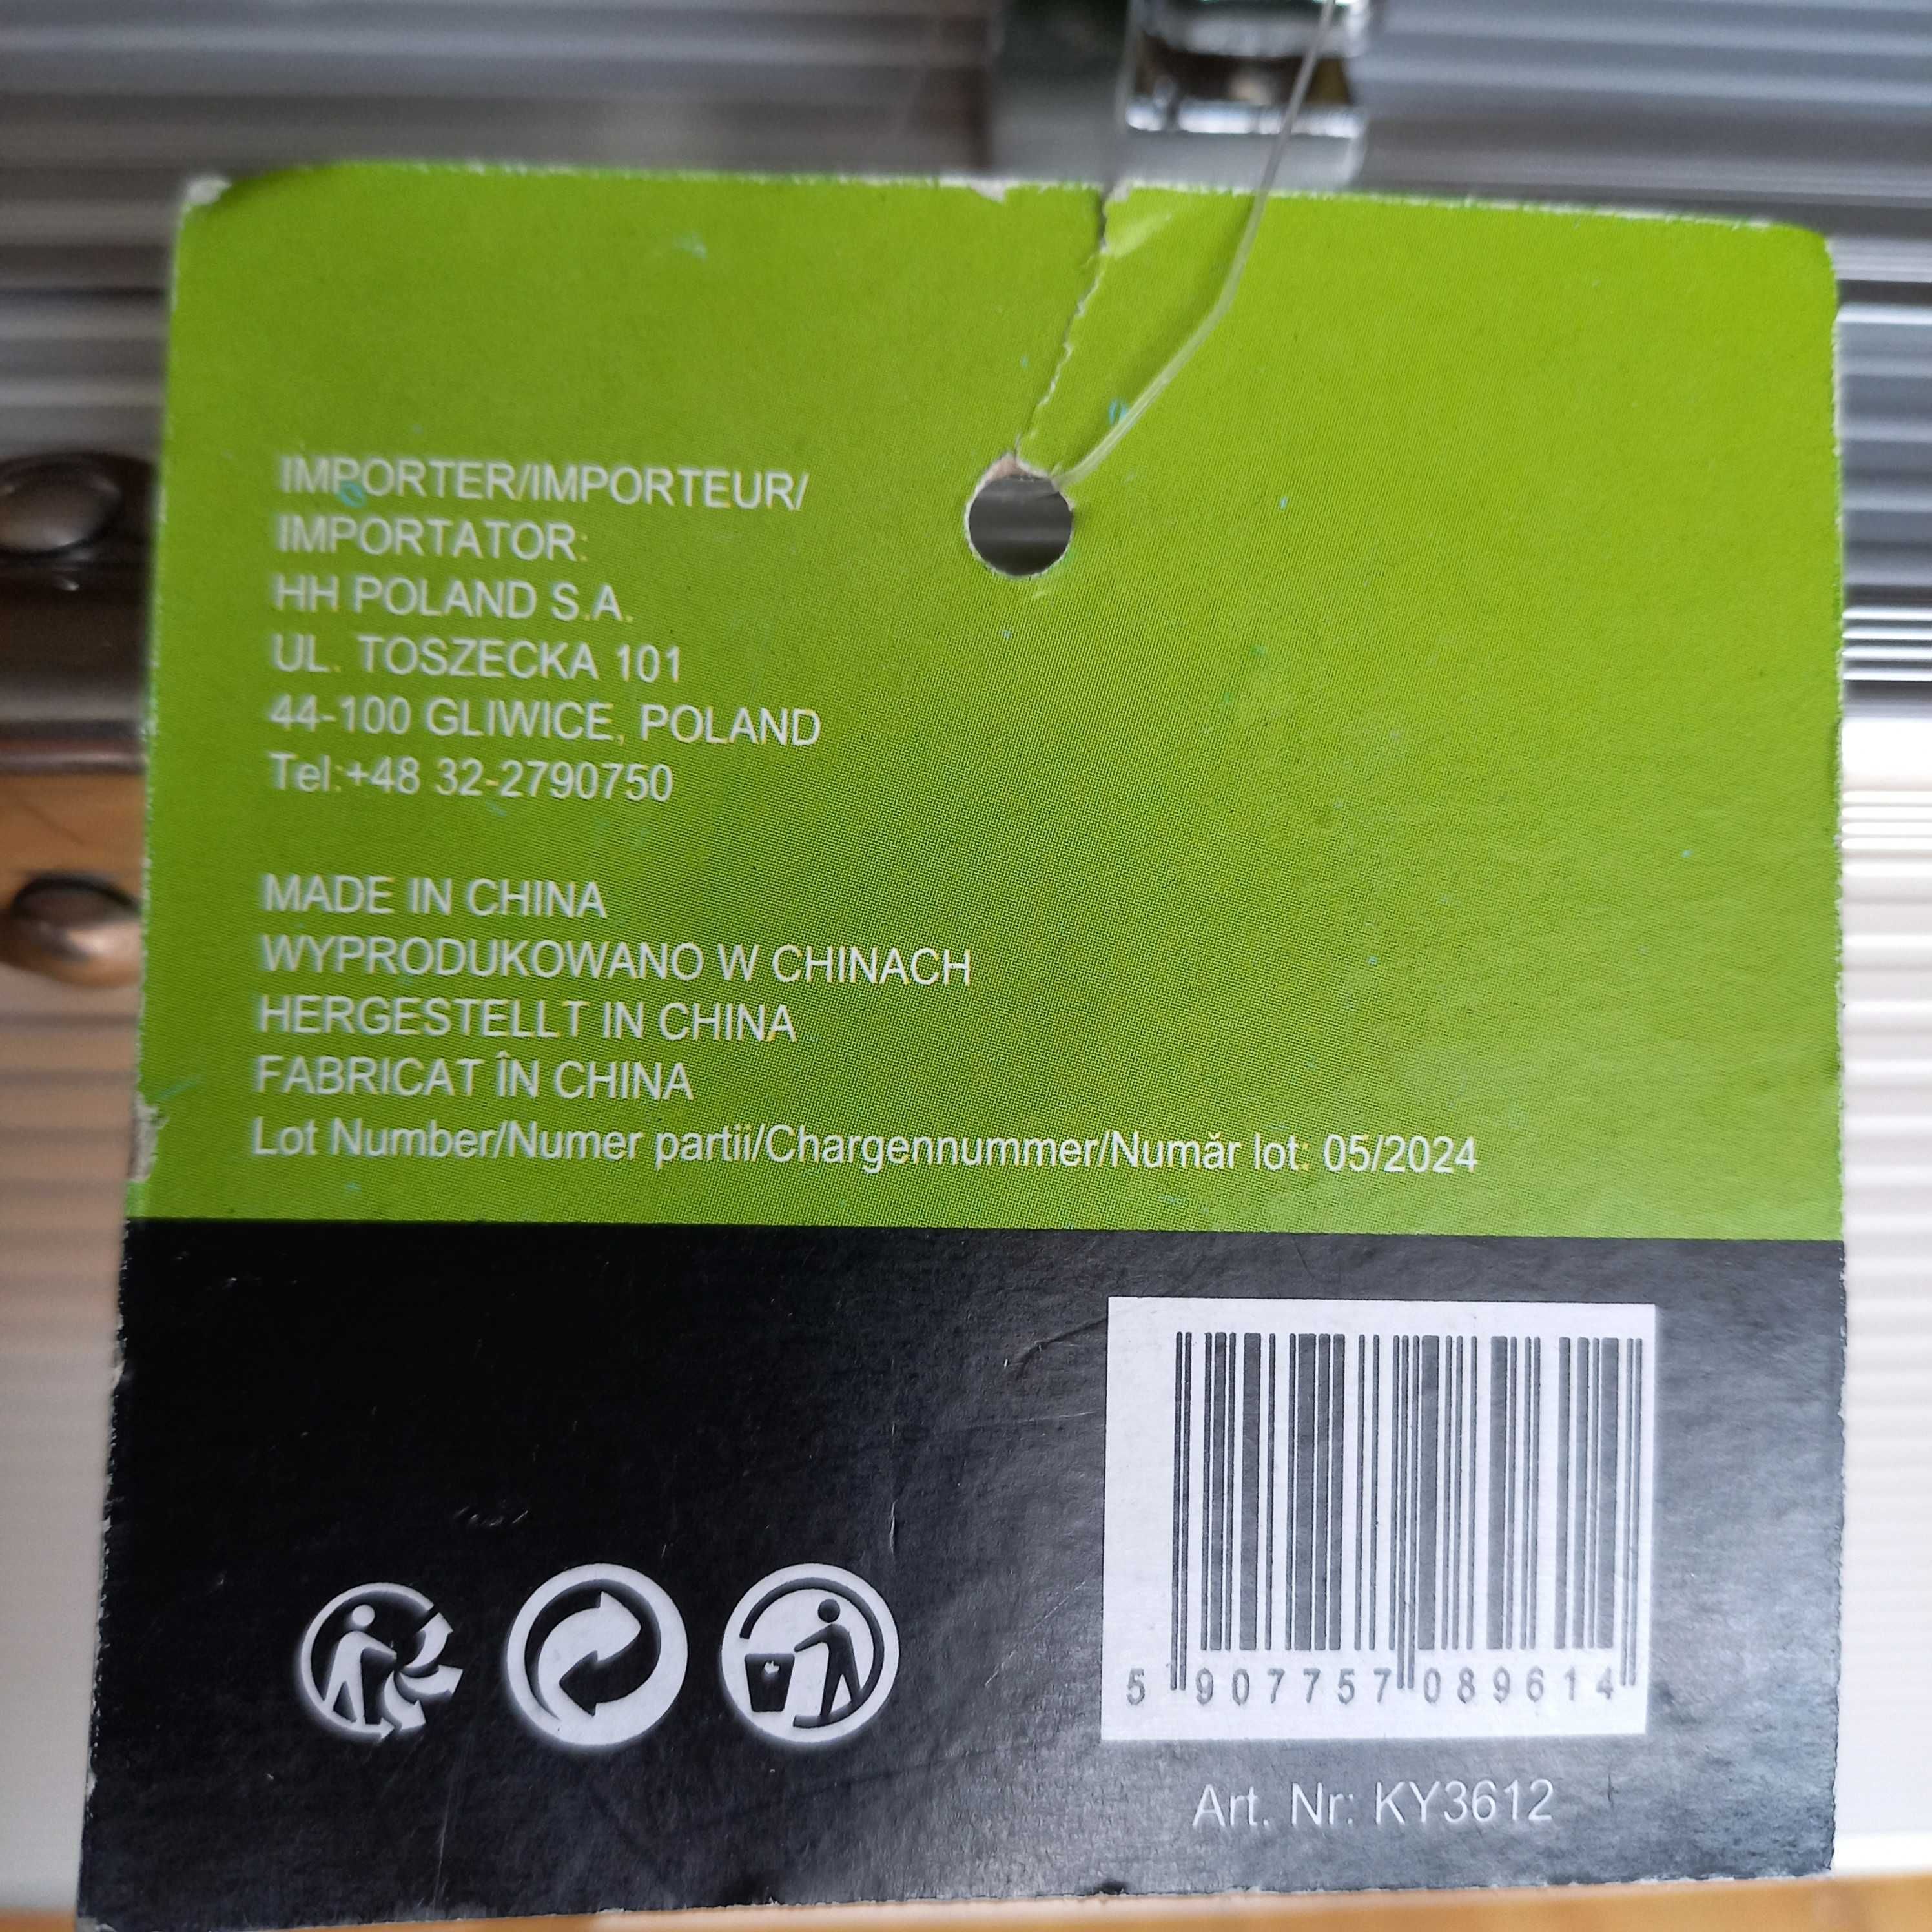 IMPORTER/IMPORTEUR/
IMPORTATOR:
HH POLAND S.A.
UL. TOSZECKA 101
44-100 GLIWICE, POLAND
Tel:+48 32-2790750
MADE IN CHINA
WYPRODUKOWANO W CHINACH
HERGESTELLT IN CHINA
FABRICAT ÎN CHINA
Lot Number/Numer partii/Chargennummer/Număr lot: 05/2024
5 907757 089614
Art. Nr: KY3612